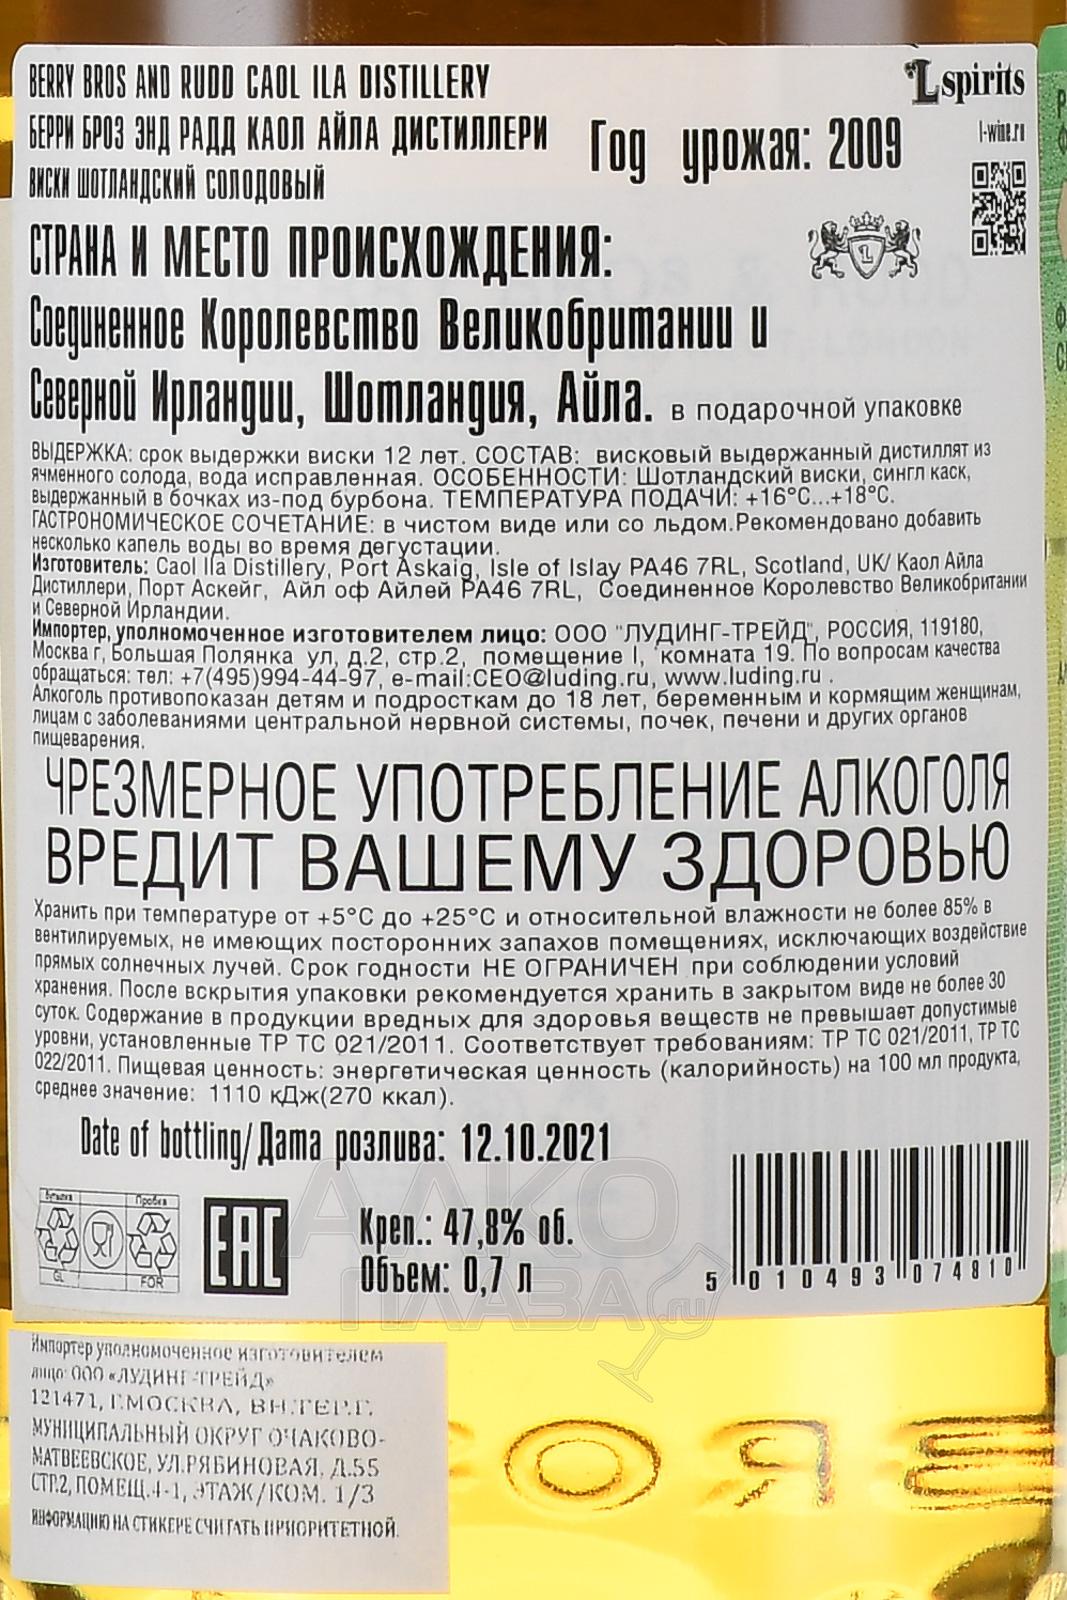 BERRY BROS AND RUDD CAOL ILA DISTILLERY
L spirits
БЕРРИ БРОЗ ЭНД РАДД КАОЛ АЙЛА ДИСТИЛЛЕРИ
Год урожая: 2009
l-wine.ru
ВИСКИ ШОТЛАНДСКИЙ СОЛОДОВЫЙ
СТРАНА И МЕСТО ПРОИСХОЖДЕНИЯ:
L
Соединенное Королевство Великобритании и
Северной Ирландии, Шотландия, Айла. в подарочной упаковке
ВЫДЕРЖКА: срок выдержки виски 12 лет. СОСТАВ: висковый выдержанный дистиллят из
ячменного солода, вода исправленная. ОСОБЕННОСТИ: Шотландский виски, сингл каск,
выдержанный в бочках из-под бурбона. ТЕМПЕРАТУРА ПОДАЧИ: +16°C...+18°C.
ГАСТРОНОМИЧЕСКОЕ СОЧЕТАНИЕ: в чистом виде или со льдом.Рекомендовано добавить
несколько капель воды во время дегустации.
Изготовитель: Caol Ila Distillery, Port Askaig, Isle of Islay PA46 7RL, Scotland, UK/ Каол Айла
Дистиллери, Порт Аскейг, Айл оф Айлей PA46 7RL, Соединенное Королевство Великобритании
и Северной Ирландии.
Импортер, уполномоченное изготовителем лицо: ООО "ЛУДИНГ-ТРЕЙД", РОССИЯ, 119180,
Москва г, Большая Полянка ул, д.2, стр.2, помещение I, комната 19. По вопросам качества
обращаться: тел: +7(495)994-44-97, e-mail:CEO@luding.ru, www.luding.ru .
Алкоголь противопоказан детям и подросткам до 18 лет, беременным и кормящим женщинам,
лицам с заболеваниями центральной нервной системы, почек, печени и других органов
пищеварения.
ЧРЕЗМЕРНОЕ УПОТРЕБЛЕНИЕ АЛКОГОЛЯ
ВРЕДИТ ВАШЕМУ ЗДОРОВЬЮ
Хранить при температуре от +5°C до +25°C и относительной влажности не более 85% в
вентилируемых, не имеющих посторонних запахов помещениях, исключающих воздействие
прямых солнечных лучей. Срок годности НЕ ОГРАНИЧЕН при соблюдении условий
хранения. После вскрытия упаковки рекомендуется хранить в закрытом виде не более 30
суток. Содержание в продукции вредных для здоровья веществ не превышает допустимые
уровни, установленные ТР ТС 021/2011. Соответствует требованиям: ТР ТС 021/2011, ТР ТС
022/2011. Пищевая ценность: энергетическая ценность (калорийность) на 100 мл продукта,
среднее значение: 1110 кДж(270 ккал).
Date of bottling/Дата розлива: 12.10.2021
Бутылка
Пробка
GL
FOR
EAC
Креп.: 47,8% об.
Объем: 0,7 л
5 010493 074810
АЛКО
ПЛАЗА.ru
Импортер уполномоченное изготовителем
лицо: ООО «ЛУДИНГ-ТРЕЙД»
121471, Г.МОСКВА, ВН.ТЕР.Г.
МУНИЦИПАЛЬНЫЙ ОКРУГ ОЧАКОВО-
МАТВЕЕВСКОЕ, УЛ.РЯБИНОВАЯ, Д.55
СТР.2, ПОМЕЩ.4-1, ЭТАЖ/КОМ. 1/3
ИНФОРМАЦИЮ НА СТИКЕРЕ СЧИТАТЬ ПРИОРИТЕТНОЙ.